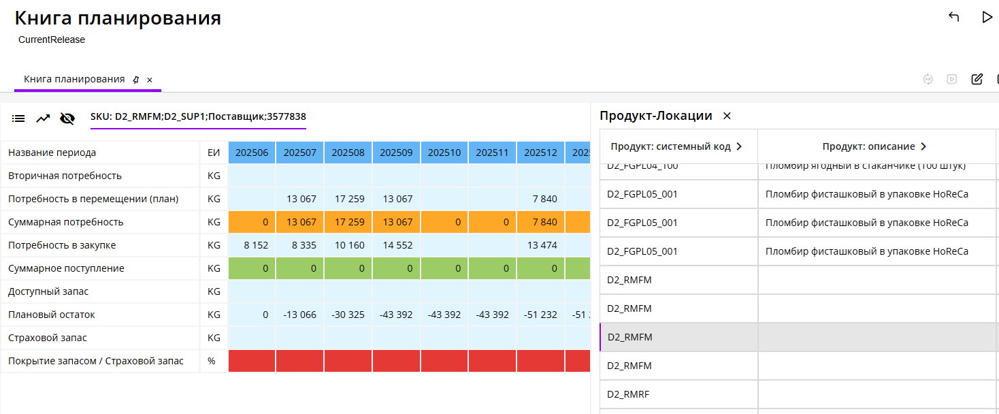 Книга планирования
CurrentRelease
Книга планирования
SKU: D2_RMFM;D2_SUP1;Поставщик;3577838
Название периода ЕИ 202506 202507 202508 202509 202510 202511 202512 202
Вторичная потребность KG
Потребность в перемещении (план) KG 13 067 17 259 13 067 7 840
Суммарная потребность KG 0 13 067 17 259 13 067 0 0 7 840
Потребность в закупке KG 8 152 8 335 10 160 14 552 13 474
Суммарное поступление KG 0 0 0 0 0 0 0
Доступный запас KG
Плановый остаток KG 0 -13 066 -30 325 -43 392 -43 392 -43 392 -51 232 -51
Страховой запас KG
Покрытие запасом / Страховой запас %
Продукт-Локации
Продукт: системный код Продукт: описание
D2_FGPL04_100 Пломбир ягодный в стаканчике (100 штук)
D2_FGPL05_001 Пломбир фисташковый в упаковке HoReCa
D2_FGPL05_001 Пломбир фисташковый в упаковке HoReCa
D2_FGPL05_001 Пломбир фисташковый в упаковке HoReCa
D2_RMFM
D2_RMFM
D2_RMFM
D2_RMFM
D2_RMRF